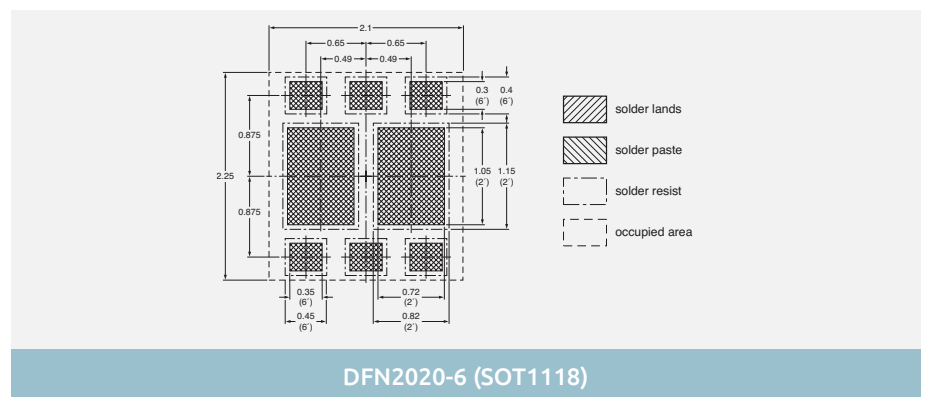 2.1
0.65 0.65
0.49 0.49
0.3 0.4
(6´) (6´)
solder lands
0.875
solder paste
2.25
1.05 1.15
(2´) (2´)
solder resist
0.875
occupied area
0.35 0.72
(6´) (2´)
0.45 0.82
(6´) (2´)
DFN2020-6 (SOT1118)